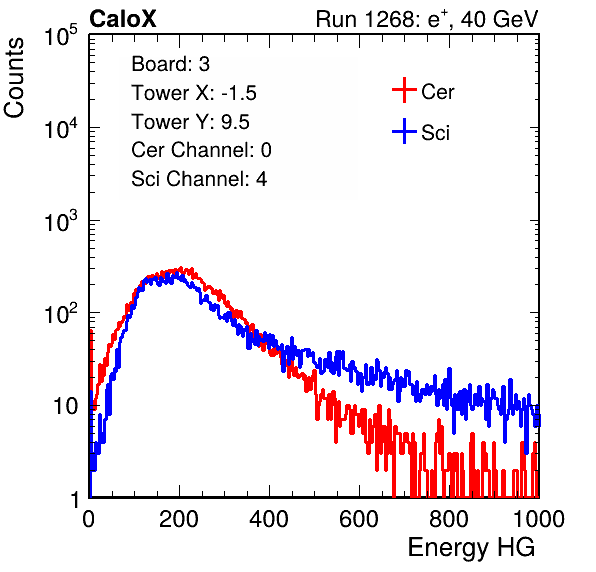 CaloX Run 1268: e+, 40 GeV
Counts
Board: 3
Tower X: -1.5
Tower Y: 9.5
Cer Channel: 0
Sci Channel: 4
Cer
Sci
10^5
10^4
10^3
10^2
10
1
0 200 400 600 800 1000
Energy HG